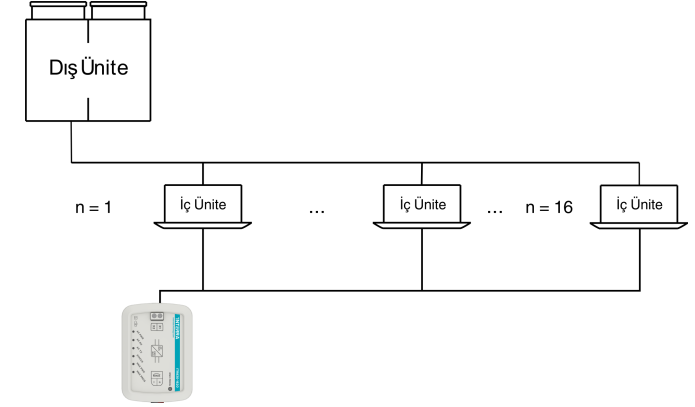 Dış Ünite
n = 1
İç Ünite
...
İç Ünite
...
n = 16
İç Ünite